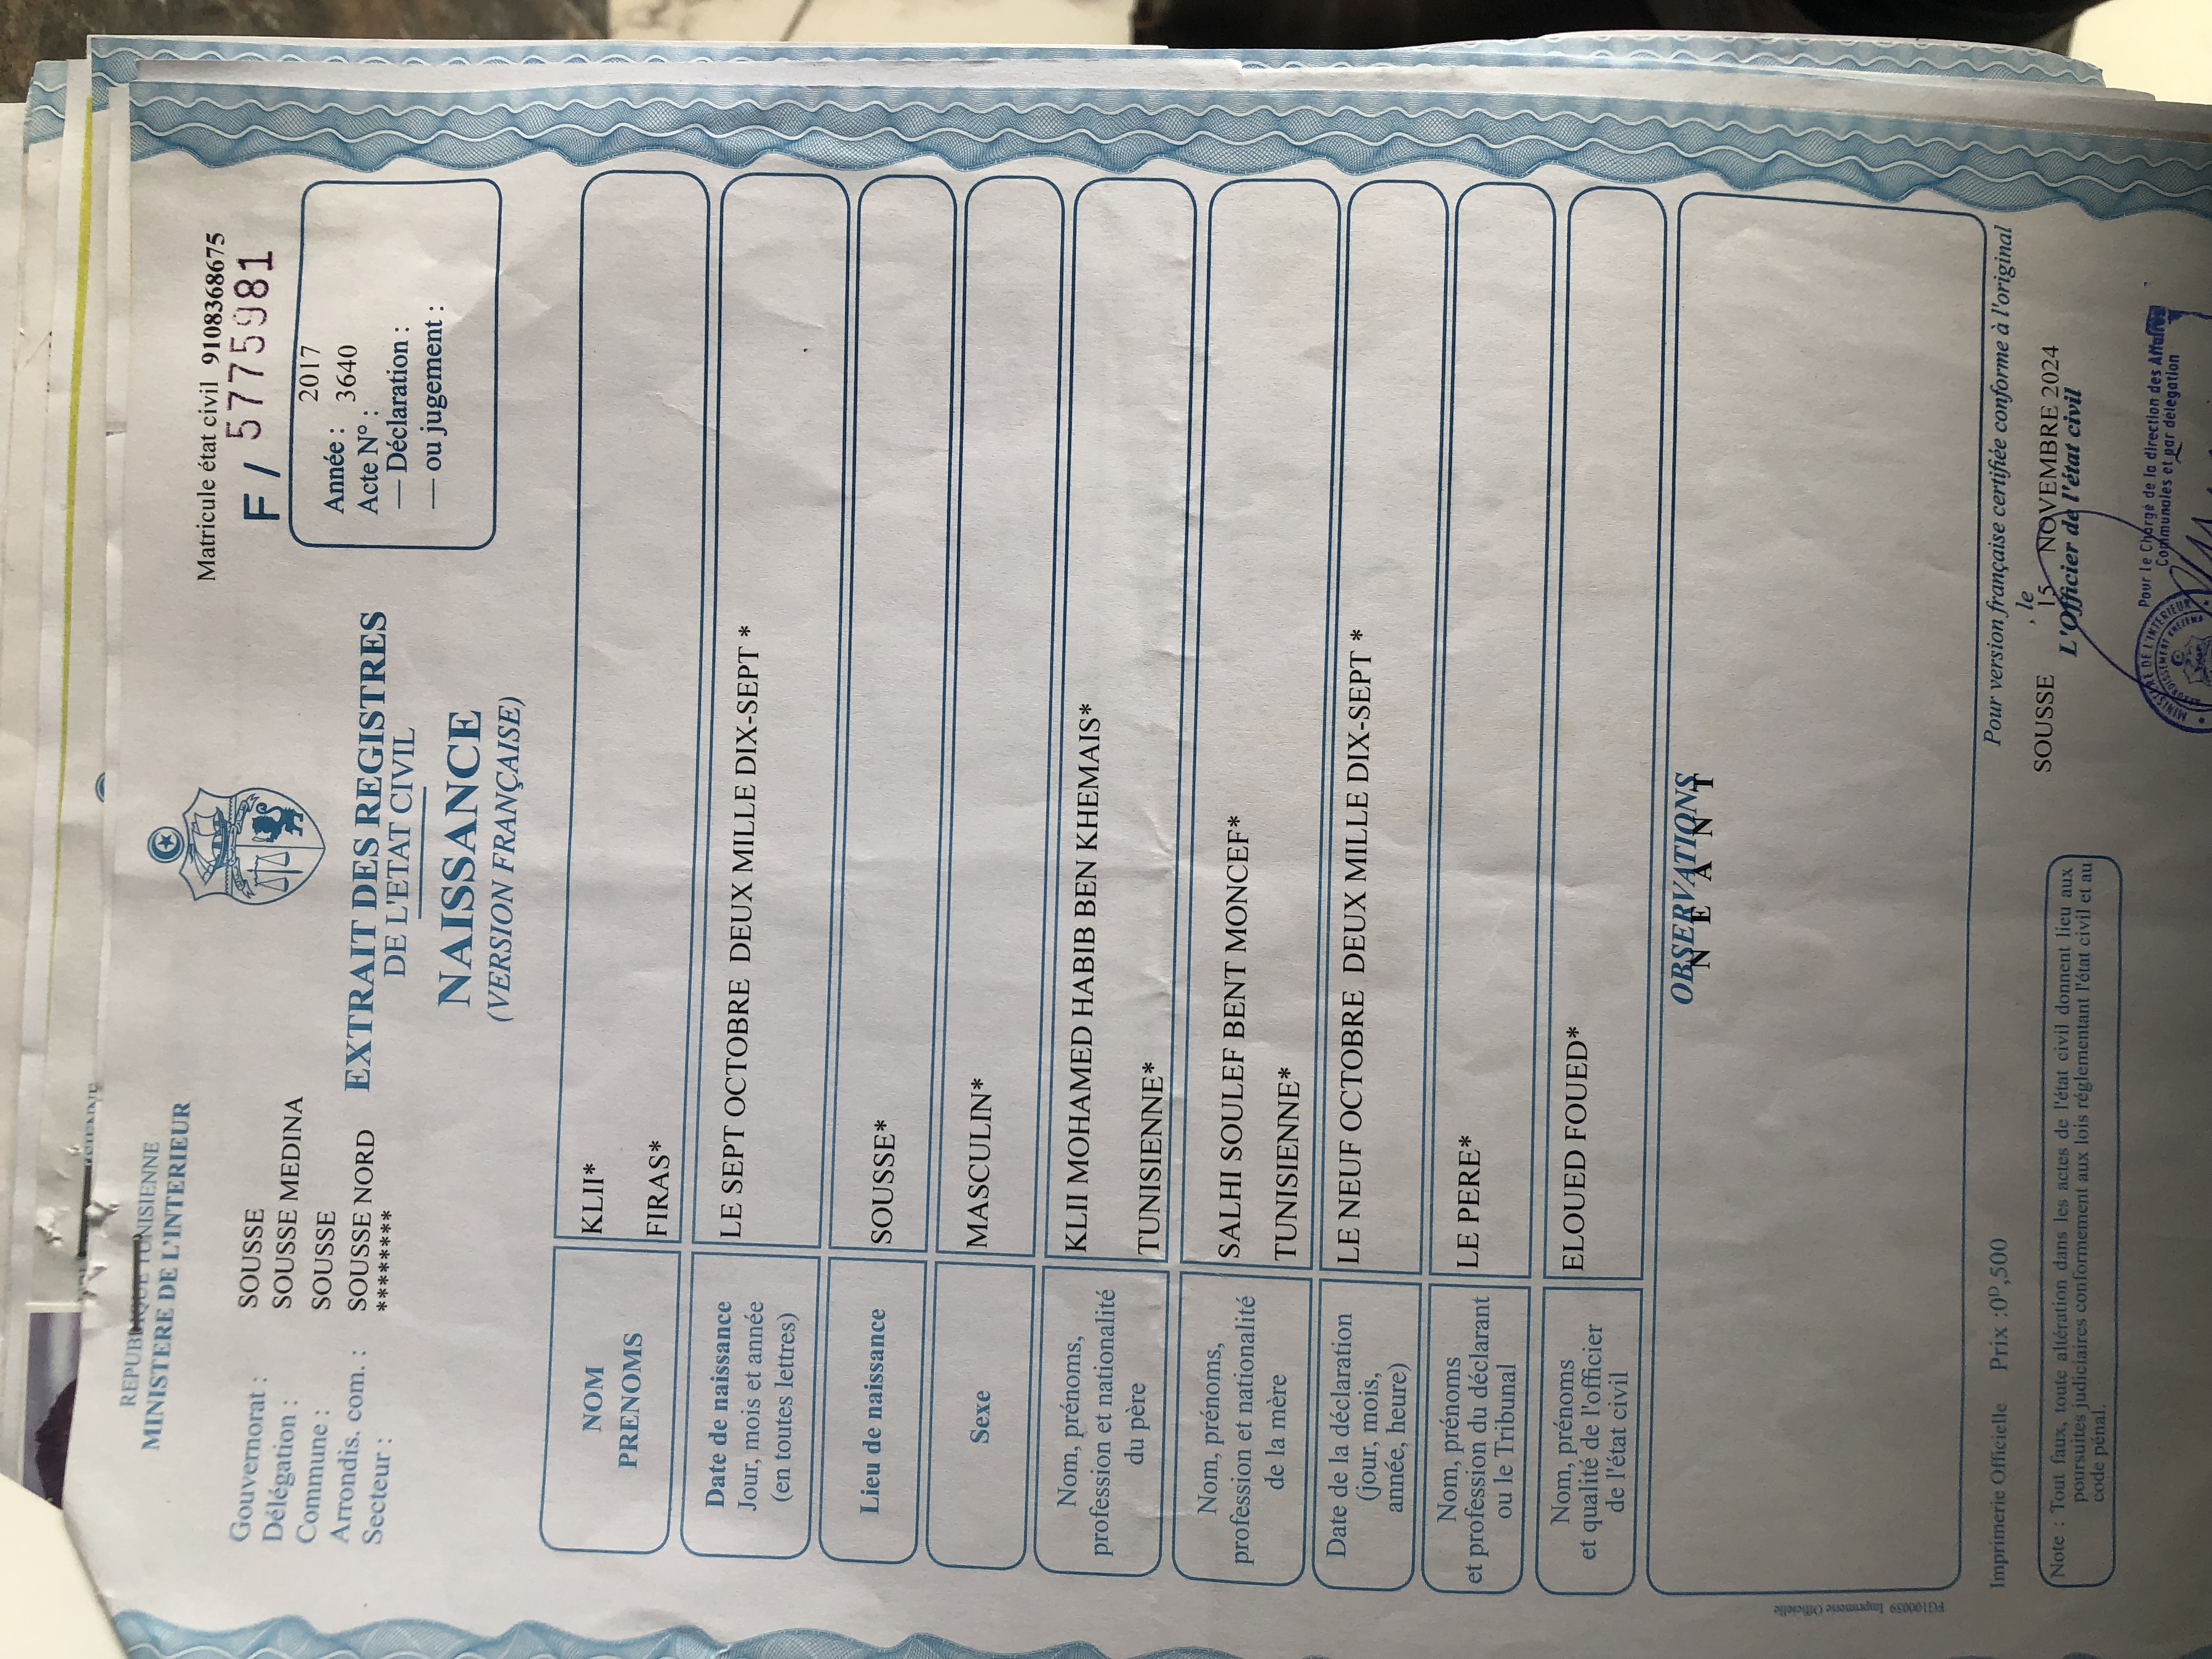 REPUBLIQUE TUNISIENNE
MINISTERE DE L'INTERIEUR
Gouvernorat : SOUSSE
Délégation : SOUSSE MEDINA
Commune : SOUSSE
Arrondis. com. : SOUSSE NORD
Secteur : ********
EXTRAIT DES REGISTRES
DE L'ETAT CIVIL
NAISSANCE
(VERSION FRANÇAISE)
Matricule état civil 9108368675
F / 5775981
Année : 2017
Acte N° : 3640
— Déclaration :
— ou jugement :
NOM KLII*
PRENOMS FIRAS*
Date de naissance
Jour, mois et année
(en toutes lettres)
LE SEPT OCTOBRE DEUX MILLE DIX-SEPT *
Lieu de naissance SOUSSE*
Sexe MASCULIN*
Nom, prénoms,
profession et nationalité
du père
KLII MOHAMED HABIB BEN KHEMAIS*
TUNISIENNE*
Nom, prénoms,
profession et nationalité
de la mère
SALHI SOULEF BENT MONCEF*
TUNISIENNE*
Date de la déclaration
(jour, mois,
année, heure)
LE NEUF OCTOBRE DEUX MILLE DIX-SEPT *
Nom, prénoms
et profession du déclarant
ou le Tribunal
LE PERE*
Nom, prénoms
et qualité de l'officier
de l'état civil
ELOUED FOUED*
OBSERVATIONS
N E A N T
FG100059 Imprimerie Officielle
Imprimerie Officielle Prix :0ᴰ,500
Pour version française certifiée conforme à l'original
SOUSSE , le 15 NOVEMBRE 2024
L'Officier de l'état civil
Note : Tout faux, toute altération dans les actes de l'état civil donnent lieu aux
poursuites judiciaires conformement aux lois réglementant l'état civil et au
code pénal.
Pour le Chargé de la direction des Affaires
Communales et par délégation
MINISTERE DE L'INTERIEUR